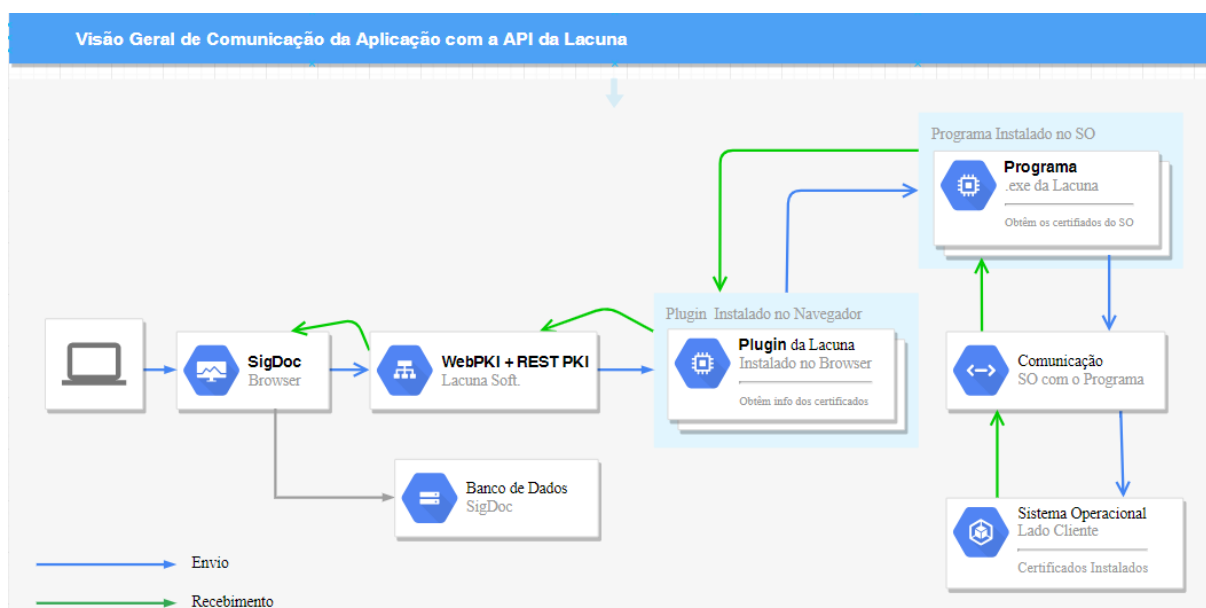 Visão Geral de Comunicação da Aplicação com a API da Lacuna
Programa Instalado no SO
Programa
.exe da Lacuna
Obtêm os certifiados do SO
Plugin Instalado no Navegador
Plugin da Lacuna
Instalado no Browser
Obtêm info dos certificados
SigDoc
Browser
WebPKI + REST PKI
Lacuna Soft.
Comunicação
SO com o Programa
Banco de Dados
SigDoc
Sistema Operacional
Lado Cliente
Certificados Instalados
Envio
Recebimento